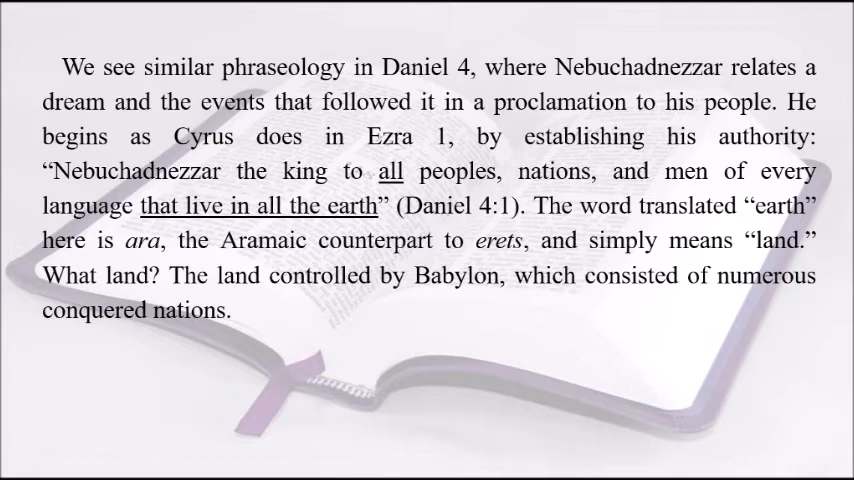 We see similar phraseology in Daniel 4, where Nebuchadnezzar relates a
dream and the events that followed it in a proclamation to his people. He
begins as Cyrus does in Ezra 1, by establishing his authority:
“Nebuchadnezzar the king to all peoples, nations, and men of every
language that live in all the earth” (Daniel 4:1). The word translated “earth”
here is ara, the Aramaic counterpart to erets, and simply means “land.”
What land? The land controlled by Babylon, which consisted of numerous
conquered nations.